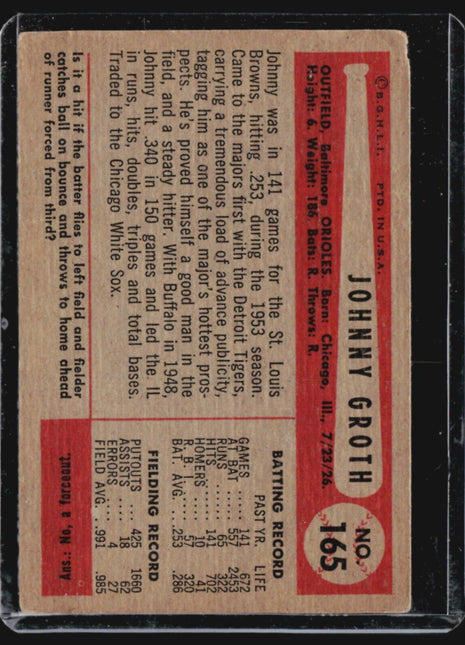 ©B.G.H.L.I. PTD. IN U.S.A.
JOHNNY GROTH
NO.
165
OUTFIELD, Baltimore ORIOLES. Born: Chicago, Ill., 7/23/26.
Height: 6. Weight: 186. Bats: R. Throws: R.
Johnny was in 141 games for the St. Louis
Browns, hitting .253 during the 1953 season.
Came to the majors first with the Detroit Tigers,
carrying a tremendous load of advance publicity,
tagging him as one of the major's hottest pros-
pects. He's proved himself a good man in the
field, and a steady hitter. With Buffalo in 1948,
Johnny hit 340 in 150 games and led the IL
in runs, hits, doubles, triples and total bases.
Traded to the Chicago White Sox.
BATTING RECORD
PAST YR. LIFE
GAMES 141 672
AT BAT 557 2453
RUNS 65 322
HITS 141 702
HOMERS 10 41
R. B. I. 57 320
BAT. AVG. .253 .286
FIELDING RECORD
PUTOUTS 425 1660
ASSISTS 18 62
ERRORS 4 27
FIELD AVG. ..991 .985
Is it a hit if the batter flies to left field and fielder
catches ball on bounce and throws to home ahead
of runner forced from third?
Ans.: No, a forceout.